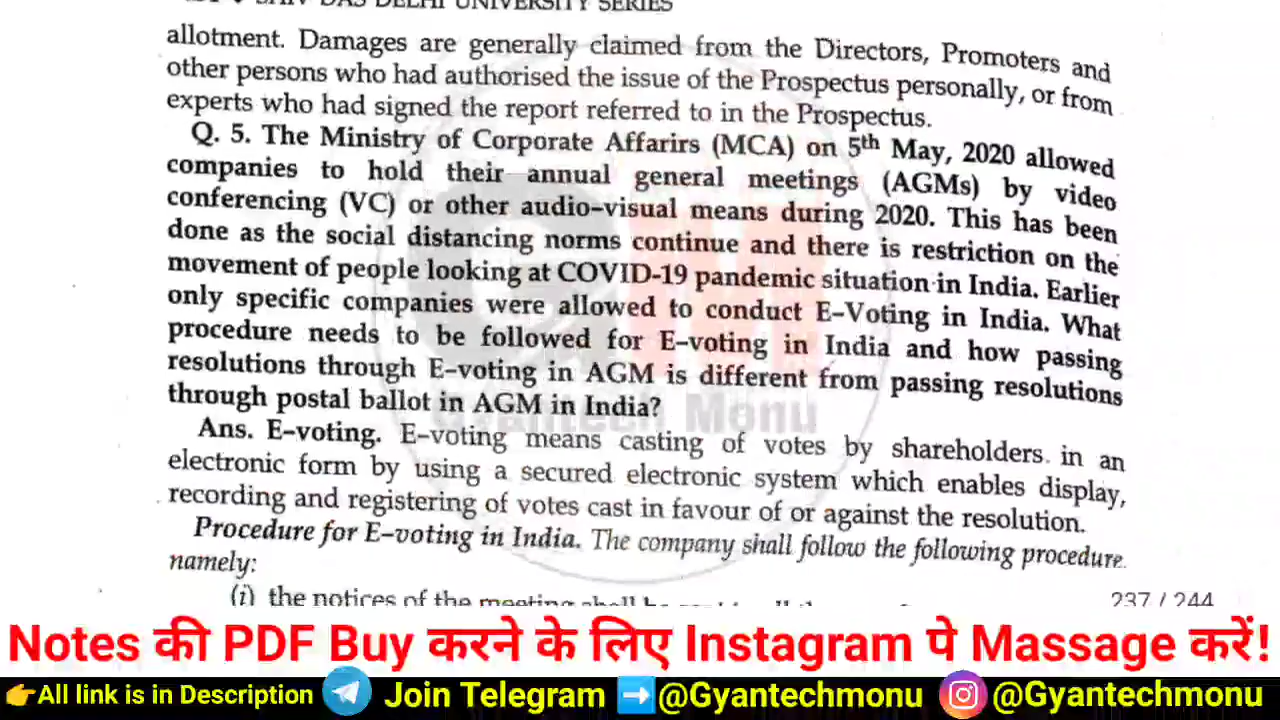 SHIV DAS DELHI UNIVERSITY SERIES
allotment. Damages are generally claimed from the Directors, Promoters and
other persons who had authorised the issue of the Prospectus personally, or from
experts who had signed the report referred to in the Prospectus.
Q. 5. The Ministry of Corporate Affarirs (MCA) on 5th May, 2020 allowed
companies to hold their annual general meetings (AGMs) by video
conferencing (VC) or other audio-visual means during 2020. This has been
done as the social distancing norms continue and there is restriction on the
movement of people looking at COVID-19 pandemic situation in India. Earlier
only specific companies were allowed to conduct E-Voting in India. What
procedure needs to be followed for E-voting in India and how passing
resolutions through E-voting in AGM is different from passing resolutions
through postal ballot in AGM in India?
Gyantech Monu
Ans. E-voting. E-voting means casting of votes by shareholders in an
electronic form by using a secured electronic system which enables display,
recording and registering of votes cast in favour of or against the resolution.
Procedure for E-voting in India. The company shall follow the following procedure
namely:
(i) the notices of the meeting shall be
237 / 244
Notes की PDF Buy करने के लिए Instagram पे Massage करें!
👉All link is in Description Join Telegram ➡️@Gyantechmonu @Gyantechmonu